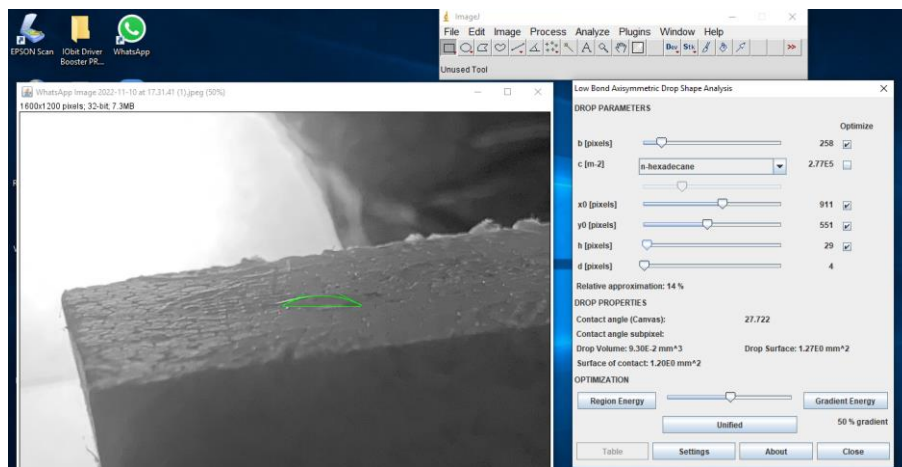 ImageJ
File Edit Image Process Analyze Plugins Window Help
A Dev Stk >>
Unused Tool
EPSON Scan IObit Driver Booster PR... WhatsApp
WhatsApp Image 2022-11-10 at 17.31.41 (1).jpeg (50%)
1600x1200 pixels; 32-bit; 7.3MB
Low Bond Axisymmetric Drop Shape Analysis
DROP PARAMETERS
Optimize
b [pixels] 258
c [m-2] n-hexadecane 2.77E5
x0 [pixels] 911
y0 [pixels] 551
h [pixels] 29
d [pixels] 4
Relative approximation: 14 %
DROP PROPERTIES
Contact angle (Canvas): 27.722
Contact angle subpixel:
Drop Volume: 9.30E-2 mm^3 Drop Surface: 1.27E0 mm^2
Surface of contact: 1.20E0 mm^2
OPTIMIZATION
Region Energy Gradient Energy
Unified 50 % gradient
Table Settings About Close